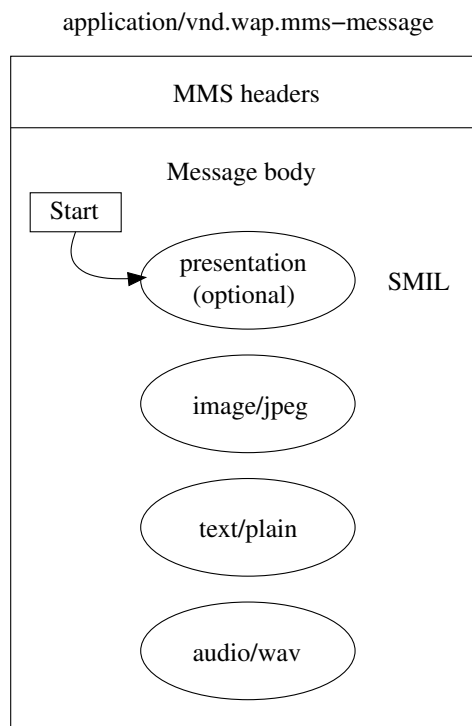 application/vnd.wap.mms−message
MMS headers
Message body
Start
presentation
(optional)
SMIL
image/jpeg
text/plain
audio/wav